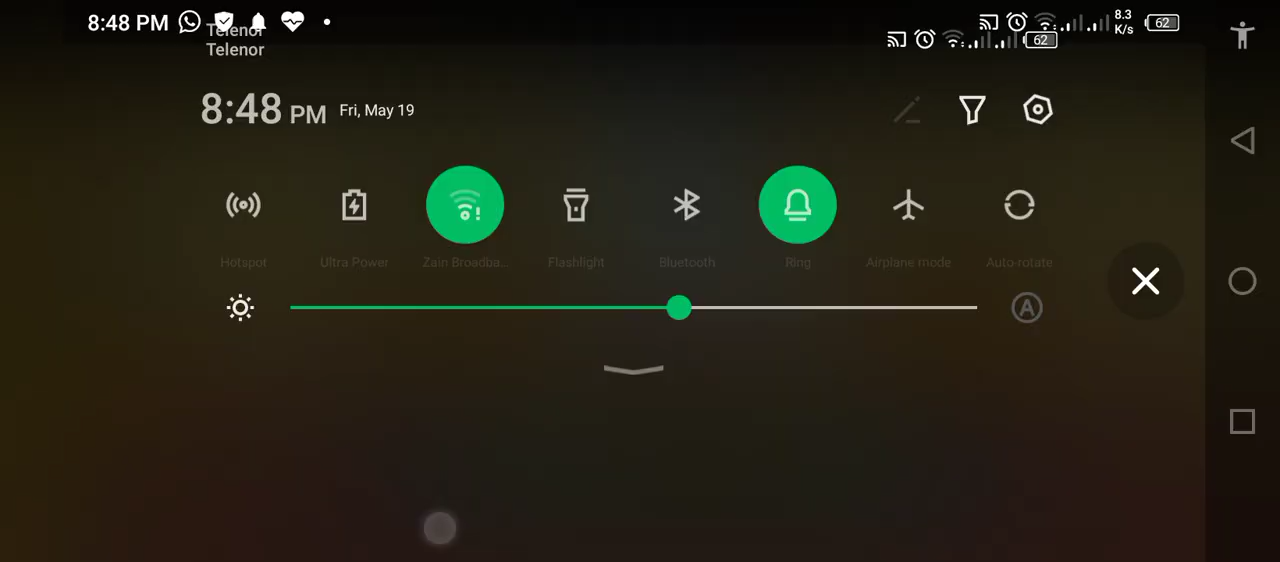 8:48 PM 8.3 K/s 62
Telenor
Telenor 62
8:48 PM Fri, May 19
Hotspot Ultra Power Zain Broadba... Flashlight Bluetooth Ring Airplane mode Auto-rotate
A